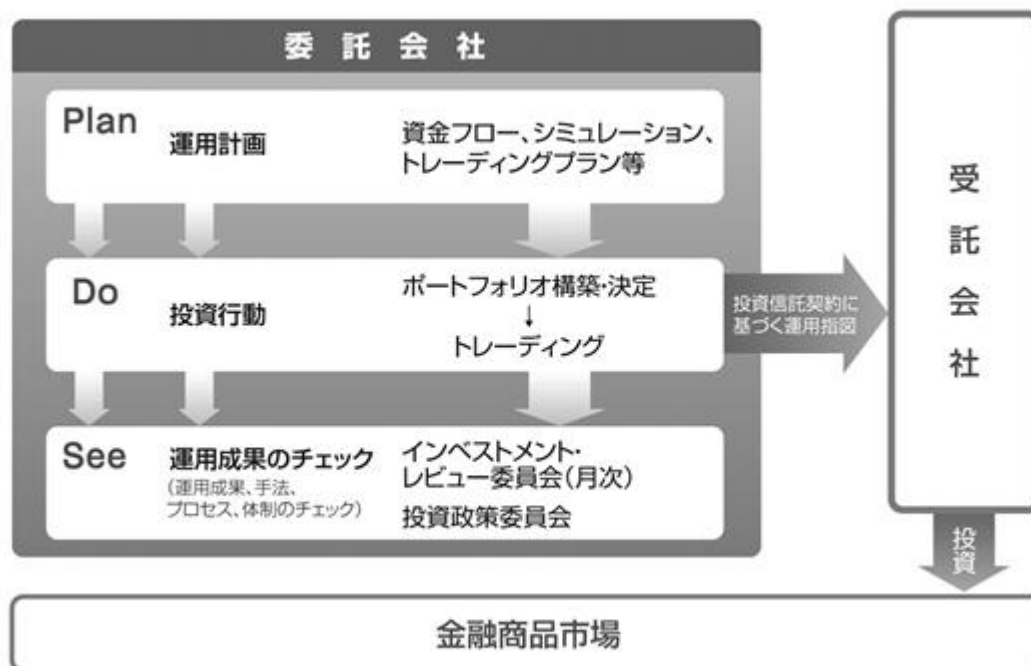 委託会社
Plan
運用計画
資金フロー、シミュレーション、
トレーディングプラン等
Do
投資行動
ポートフォリオ構築・決定
↓
トレーディング
投資信託契約に
基づく運用指図
See
運用成果のチェック
(運用成果、手法、
プロセス、体制のチェック)
インベストメント・
レビュー委員会(月次)
投資政策委員会
受託会社
投資
金融商品市場